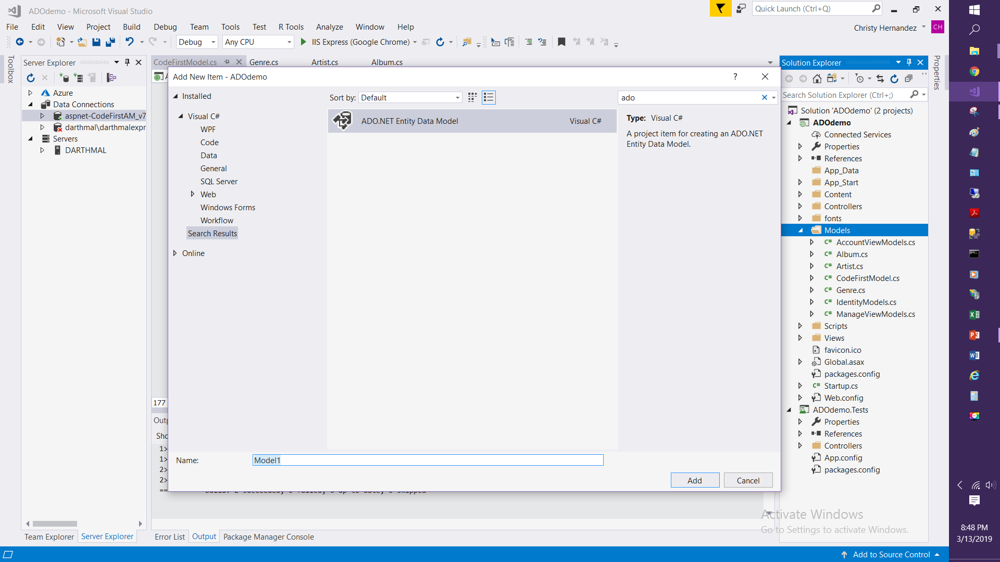 ADOdemo - Microsoft Visual Studio
Quick Launch (Ctrl+Q)
File Edit View Project Build Debug Team Tools Test R Tools Analyze Window Help
Christy Hernandez CH
Debug Any CPU IIS Express (Google Chrome)
Toolbox
Server Explorer
Azure
Data Connections
aspnet-CodeFirstAM_v7
darthmal\darthmalexpr
Servers
DARTHMAL
CodeFirstModel.cs Genre.cs Artist.cs Album.cs
Add New Item - ADOdemo ?
Installed
Visual C#
WPF
Code
Data
General
SQL Server
Web
Windows Forms
Workflow
Search Results
Online
Sort by: Default
ADO.NET Entity Data Model Visual C#
ado
Type: Visual C#
A project item for creating an ADO.NET
Entity Data Model.
Name: Model1
Add Cancel
177
Outp
Sho
1>
1>
2>
2>
==
Solution Explorer
Search Solution Explorer (Ctrl+;)
Solution 'ADOdemo' (2 projects)
ADOdemo
Connected Services
Properties
References
App_Data
App_Start
Content
Controllers
fonts
Models
C# AccountViewModels.cs
C# Album.cs
C# Artist.cs
C# CodeFirstModel.cs
C# Genre.cs
C# IdentityModels.cs
C# ManageViewModels.cs
Scripts
Views
favicon.ico
Global.asax
packages.config
C# Startup.cs
Web.config
ADOdemo.Tests
Properties
References
Controllers
App.config
packages.config
Properties
Activate Windows
Go to Settings to activate Windows.
Team Explorer Server Explorer
Error List Output Package Manager Console
Add to Source Control
8:48 PM
3/13/2019